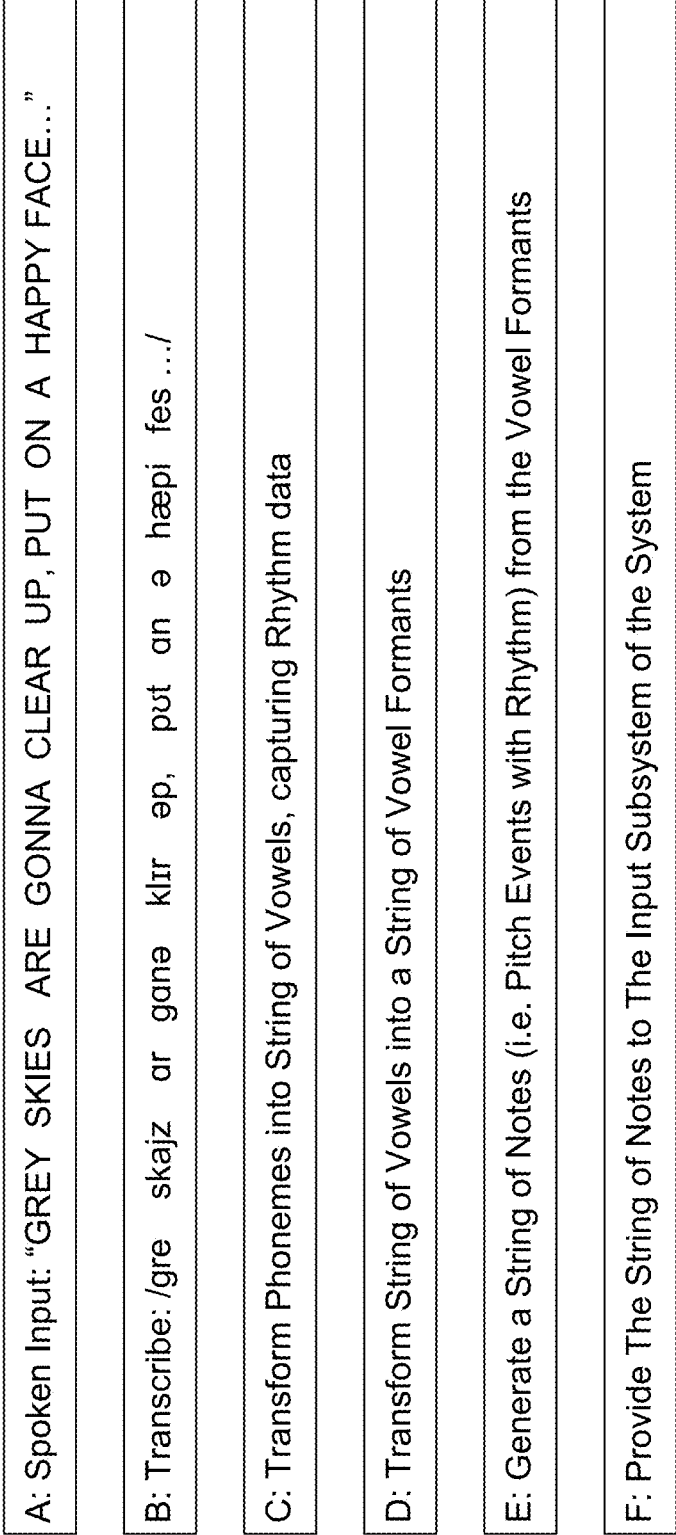 A: Spoken Input: “GREY SKIES ARE GONNA CLEAR UP, PUT ON A HAPPY FACE…”
B: Transcribe: /gre skajz ɑr gɑnə klɪr əp, pʊt ɑn ə hæpi fes …/
C: Transform Phonemes into String of Vowels, capturing Rhythm data
D: Transform String of Vowels into a String of Vowel Formants
E: Generate a String of Notes (i.e. Pitch Events with Rhythm) from the Vowel Formants
F: Provide The String of Notes to The Input Subsystem of the System